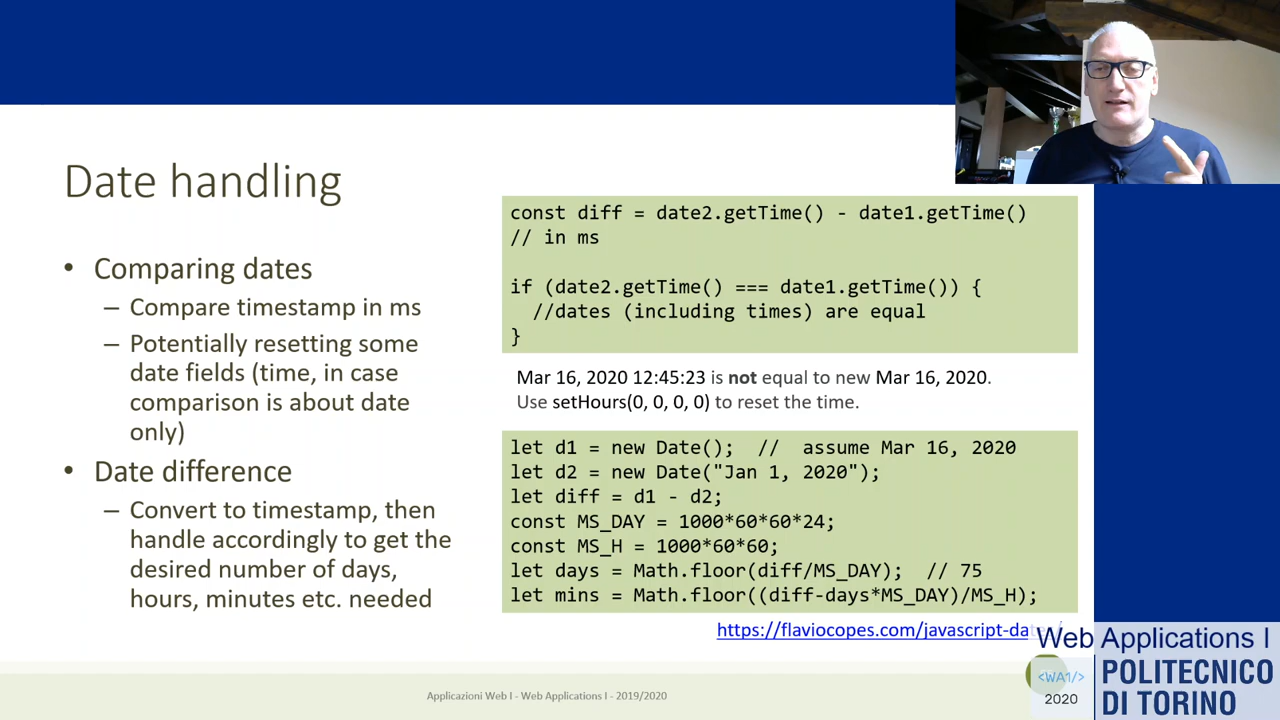 Date handling
• Comparing dates
– Compare timestamp in ms
– Potentially resetting some
date fields (time, in case
comparison is about date
only)
• Date difference
– Convert to timestamp, then
handle accordingly to get the
desired number of days,
hours, minutes etc. needed
const diff = date2.getTime() - date1.getTime()
// in ms
if (date2.getTime() === date1.getTime()) {
//dates (including times) are equal
}
Mar 16, 2020 12:45:23 is not equal to new Mar 16, 2020.
Use setHours(0, 0, 0, 0) to reset the time.
let d1 = new Date(); // assume Mar 16, 2020
let d2 = new Date("Jan 1, 2020");
let diff = d1 - d2;
const MS_DAY = 1000*60*60*24;
const MS_H = 1000*60*60;
let days = Math.floor(diff/MS_DAY); // 75
let mins = Math.floor((diff-days*MS_DAY)/MS_H);
https://flaviocopes.com/javascript-da
Applicazioni Web I - Web Applications I - 2019/2020
Web Applications I
<WA1/>
2020
POLITECNICO
DI TORINO